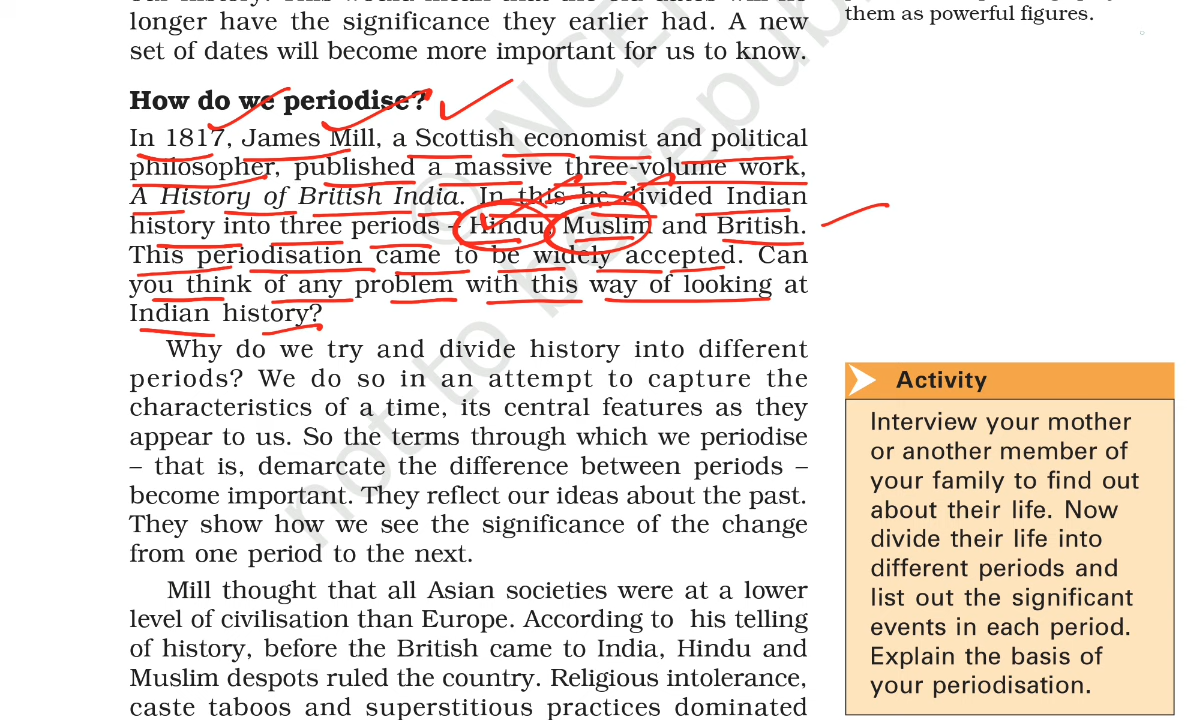 longer have the significance they earlier had. A new
set of dates will become more important for us to know.
them as powerful figures.
How do we periodise?
In 1817, James Mill, a Scottish economist and political
philosopher, published a massive three-volume work,
A History of British India. In this he divided Indian
history into three periods – Hindu, Muslim and British.
This periodisation came to be widely accepted. Can
you think of any problem with this way of looking at
Indian history?
Why do we try and divide history into different
periods? We do so in an attempt to capture the
characteristics of a time, its central features as they
appear to us. So the terms through which we periodise
– that is, demarcate the difference between periods –
become important. They reflect our ideas about the past.
They show how we see the significance of the change
from one period to the next.
Mill thought that all Asian societies were at a lower
level of civilisation than Europe. According to his telling
of history, before the British came to India, Hindu and
Muslim despots ruled the country. Religious intolerance,
caste taboos and superstitious practices dominated
Activity
Interview your mother
or another member of
your family to find out
about their life. Now
divide their life into
different periods and
list out the significant
events in each period.
Explain the basis of
your periodisation.
© NCE
not to be republ